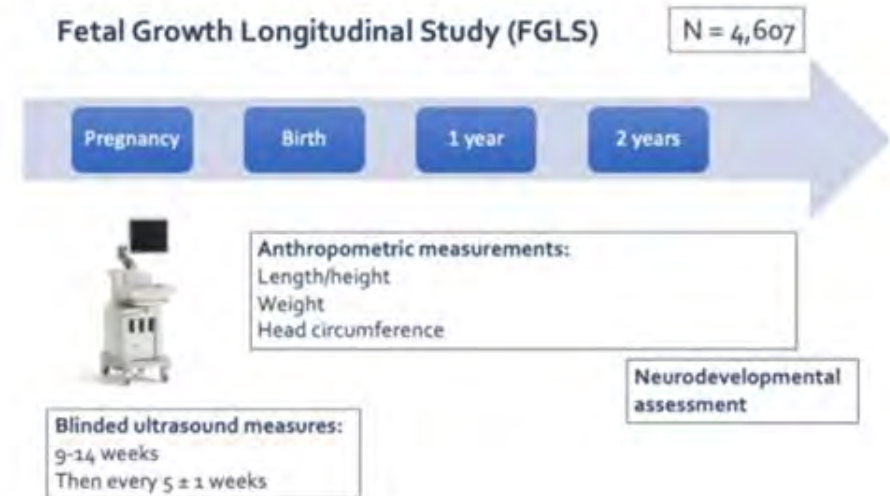 Fetal Growth Longitudinal Study (FGLS)
N = 4,607
Pregnancy
Birth
1 year
2 years
Anthropometric measurements:
Length/height
Weight
Head circumference
Neurodevelopmental
assessment
Blinded ultrasound measures:
9-14 weeks
Then every 5 ± 1 weeks